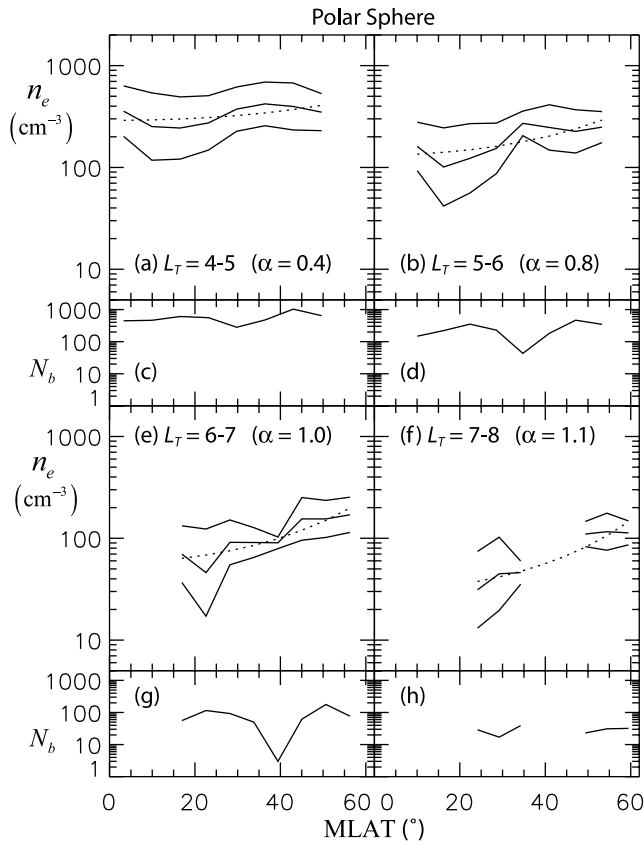 Polar Sphere
1000
n_e
(cm⁻³)
100
10
(a) L_T = 4-5 (α = 0.4)
(b) L_T = 5-6 (α = 0.8)
1000
100
N_b
10
1
(c)
(d)
(e) L_T = 6-7 (α = 1.0)
(f) L_T = 7-8 (α = 1.1)
1000
n_e
(cm⁻³)
100
10
1000
100
N_b
10
1
(g)
(h)
0 20 40 60 0 20 40 60
MLAT (°)